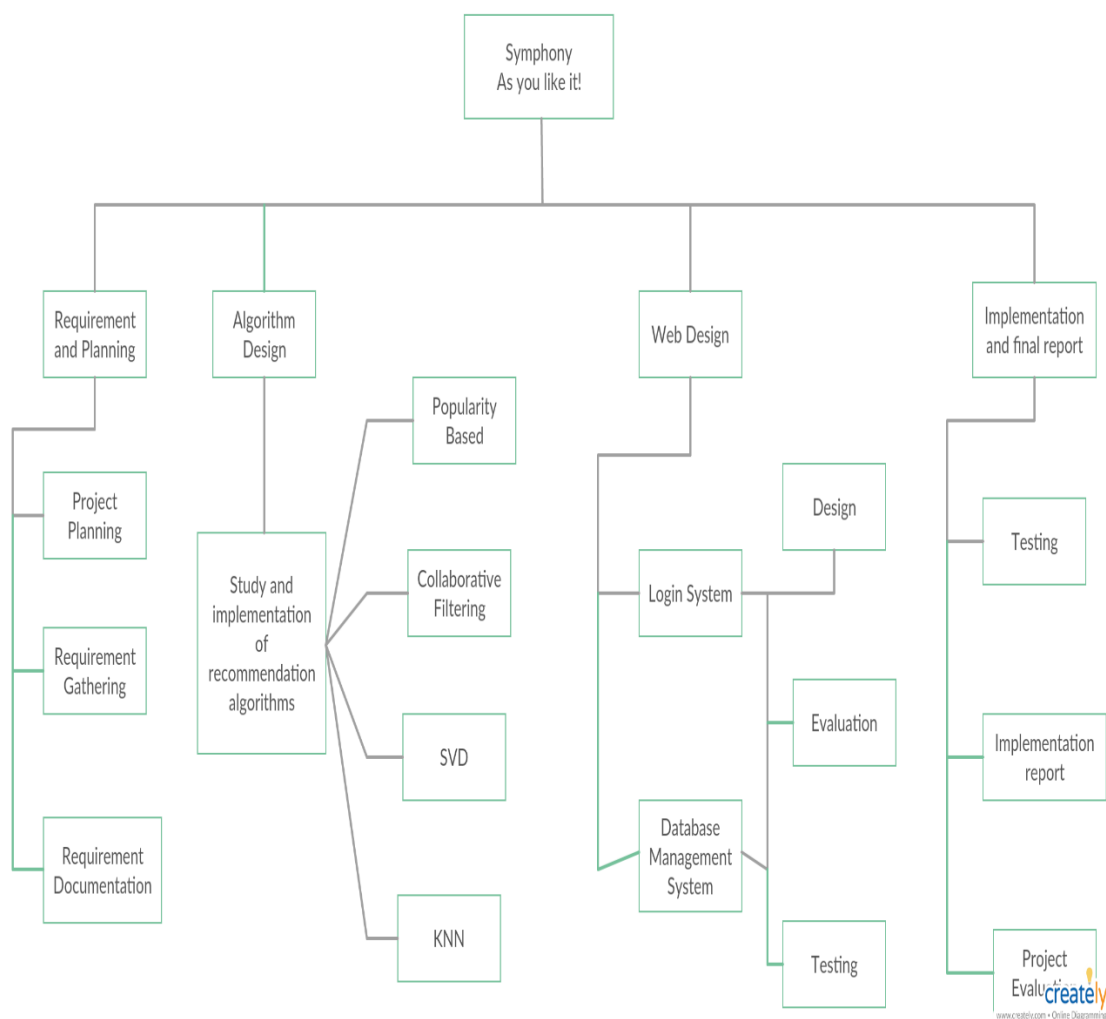 Symphony
As you like it!
Requirement
and Planning
Algorithm
Design
Web Design
Implementation
and final report
Popularity
Based
Project
Planning
Design
Testing
Study and
implementation
of
recommendation
algorithms
Collaborative
Filtering
Login System
Requirement
Gathering
Evaluation
SVD
Implementation
report
Requirement
Documentation
Database
Management
System
KNN
Testing
Project
creately
www.creately.com • Online Diagramming